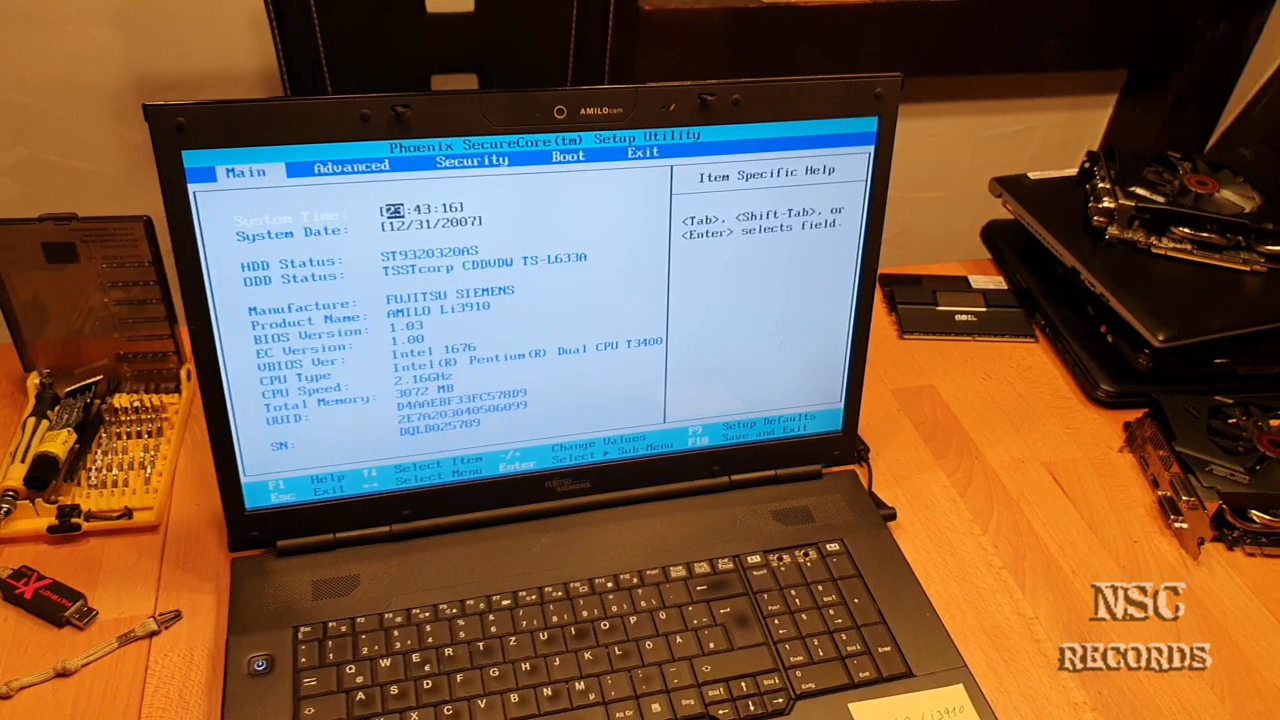 AMILO cam
Phoenix SecureCore(tm) Setup Utility
Main Advanced Security Boot Exit
System Time: [23:43:16]
System Date: [12/31/2007]
HDD Status: ST9320320AS
ODD Status: TSSTcorp CDDVDW TS-L633A
Manufacture: FUJITSU SIEMENS
Product Name: AMILO Li3910
BIOS Version: 1.03
EC Version: 1.00
VBIOS Ver: Intel 1676
CPU Type Intel(R) Pentium(R) Dual CPU T3400
CPU Speed: 2.16GHz
Total Memory: 3072 MB
UUID: D4AAEBF33FC578D9
2E7A203040506099
SN: DQLB025789
Item Specific Help
<Tab>, <Shift-Tab>, or
<Enter> selects field.
F1 Help ↑↓ Select Item -/+ Change Values F9 Setup Defaults
Esc Exit ←→ Select Menu Enter Select ▶ Sub-Menu F10 Save and Exit
FUJITSU
SIEMENS
PATRIOT
Q W E R T Z U I O P Ü
A S D F G H J K L Ö Ä
Y X C V B N M
Li3910
NSC
RECORDS